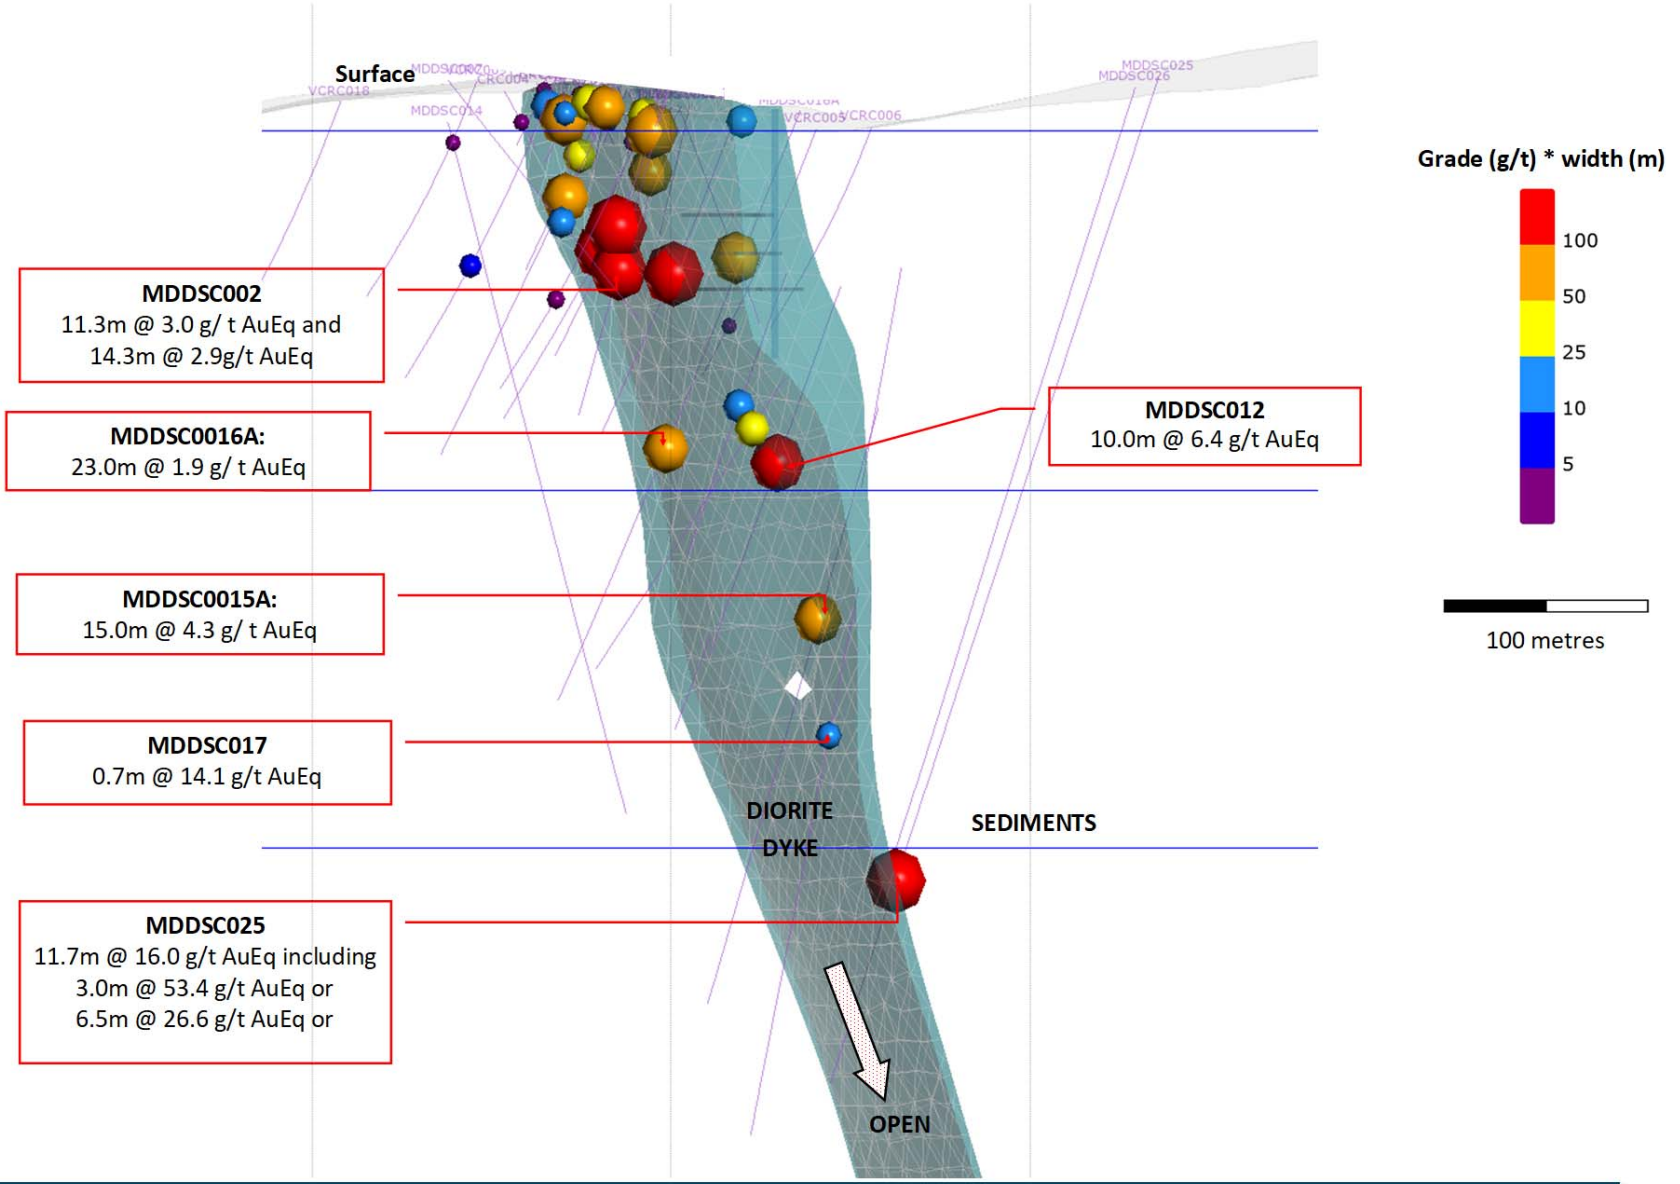 Surface
MDDSC025
MDDSC026
VCRC018
CRC004
MDDSC014
MDDSC016A
VCRC005
VCRC006
Grade (g/t) * width (m)
100
50
25
10
5
100 metres
MDDSC002
11.3m @ 3.0 g/ t AuEq and
14.3m @ 2.9g/t AuEq
MDDSC0016A:
23.0m @ 1.9 g/ t AuEq
MDDSC012
10.0m @ 6.4 g/t AuEq
MDDSC0015A:
15.0m @ 4.3 g/ t AuEq
MDDSC017
0.7m @ 14.1 g/t AuEq
DIORITE
DYKE
SEDIMENTS
MDDSC025
11.7m @ 16.0 g/t AuEq including
3.0m @ 53.4 g/t AuEq or
6.5m @ 26.6 g/t AuEq or
OPEN